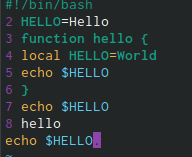 #!/bin/bash
2 HELLO=Hello
3 function hello {
4 local HELLO=World
5 echo $HELLO
6 }
7 echo $HELLO
8 hello
echo $HELLO.
~